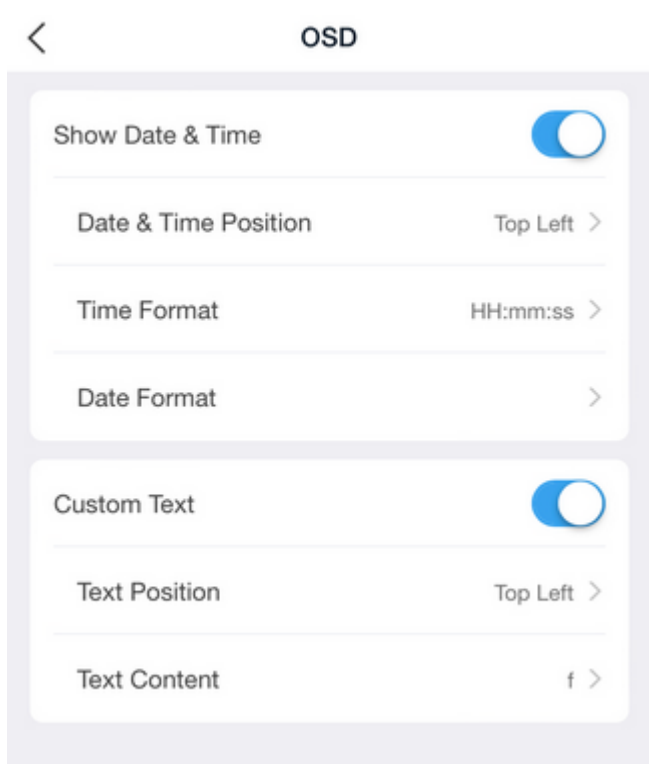 OSD
Show Date & Time
Date & Time Position Top Left
Time Format HH:mm:ss
Date Format
Custom Text
Text Position Top Left
Text Content f